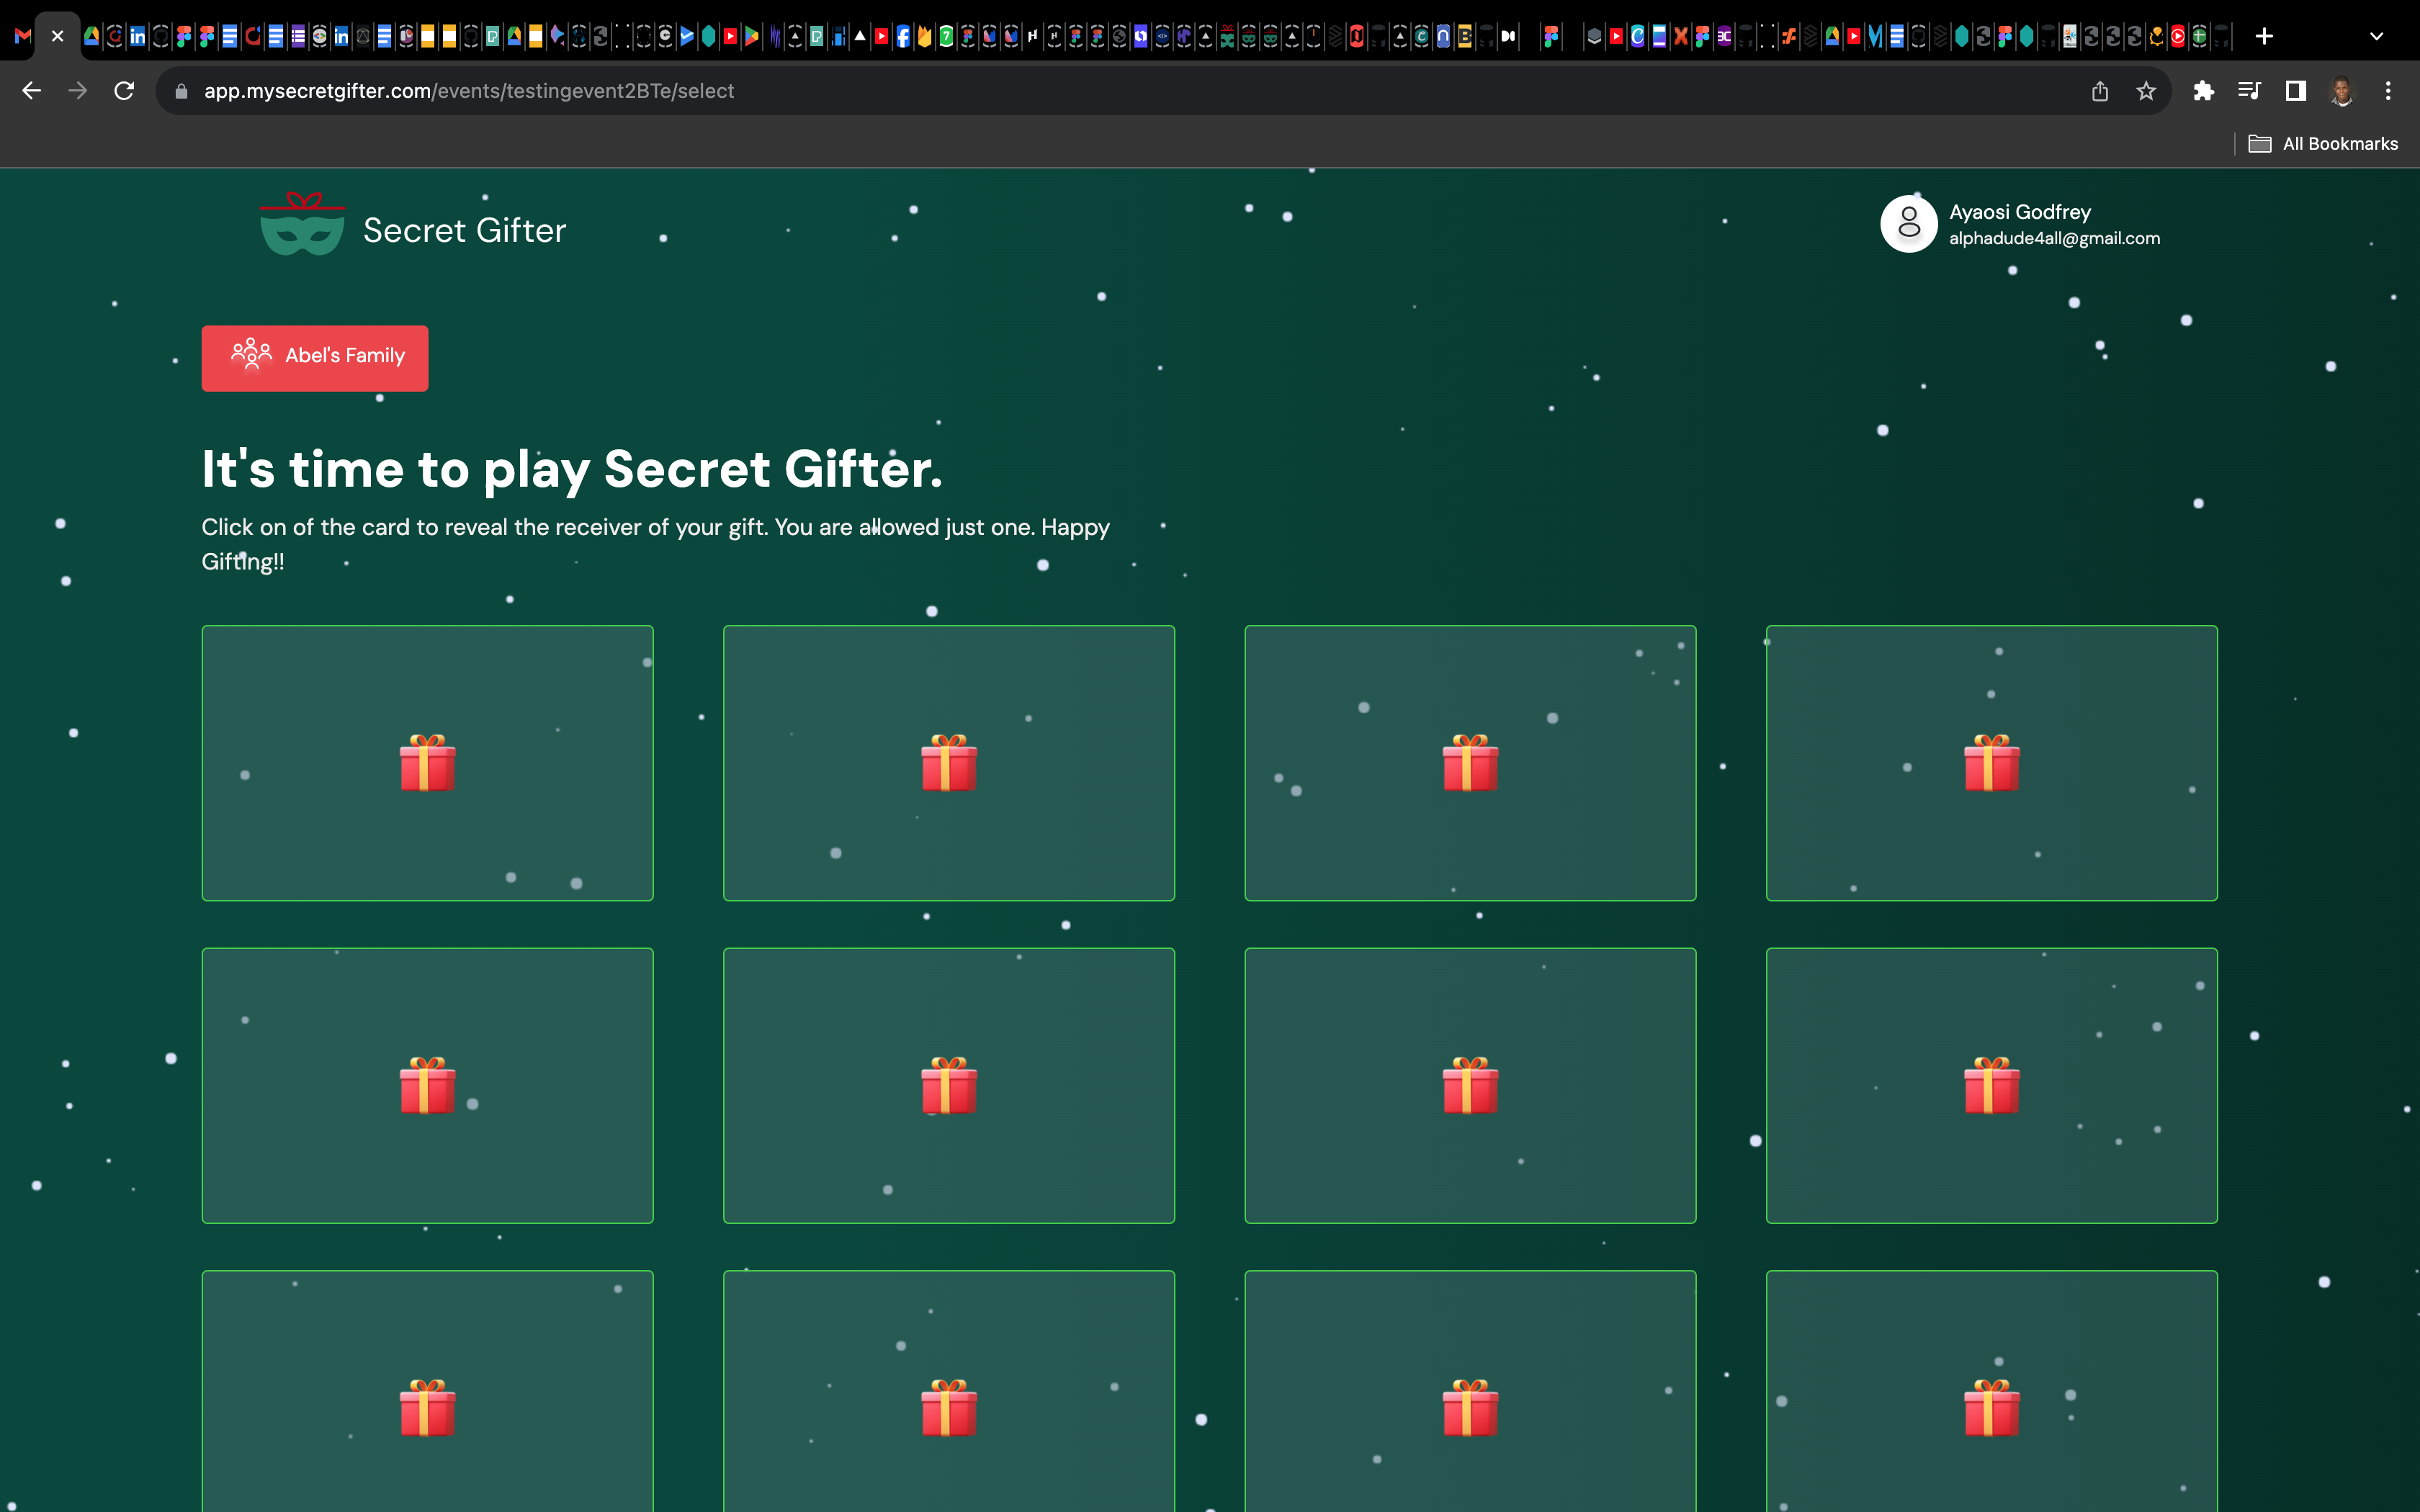 app.mysecretgifter.com/events/testingevent2BTe/select
All Bookmarks
Secret Gifter
Ayaosi Godfrey
alphadude4all@gmail.com
Abel's Family
It's time to play Secret Gifter.
Click on of the card to reveal the receiver of your gift. You are allowed just one. Happy
Gifting!!